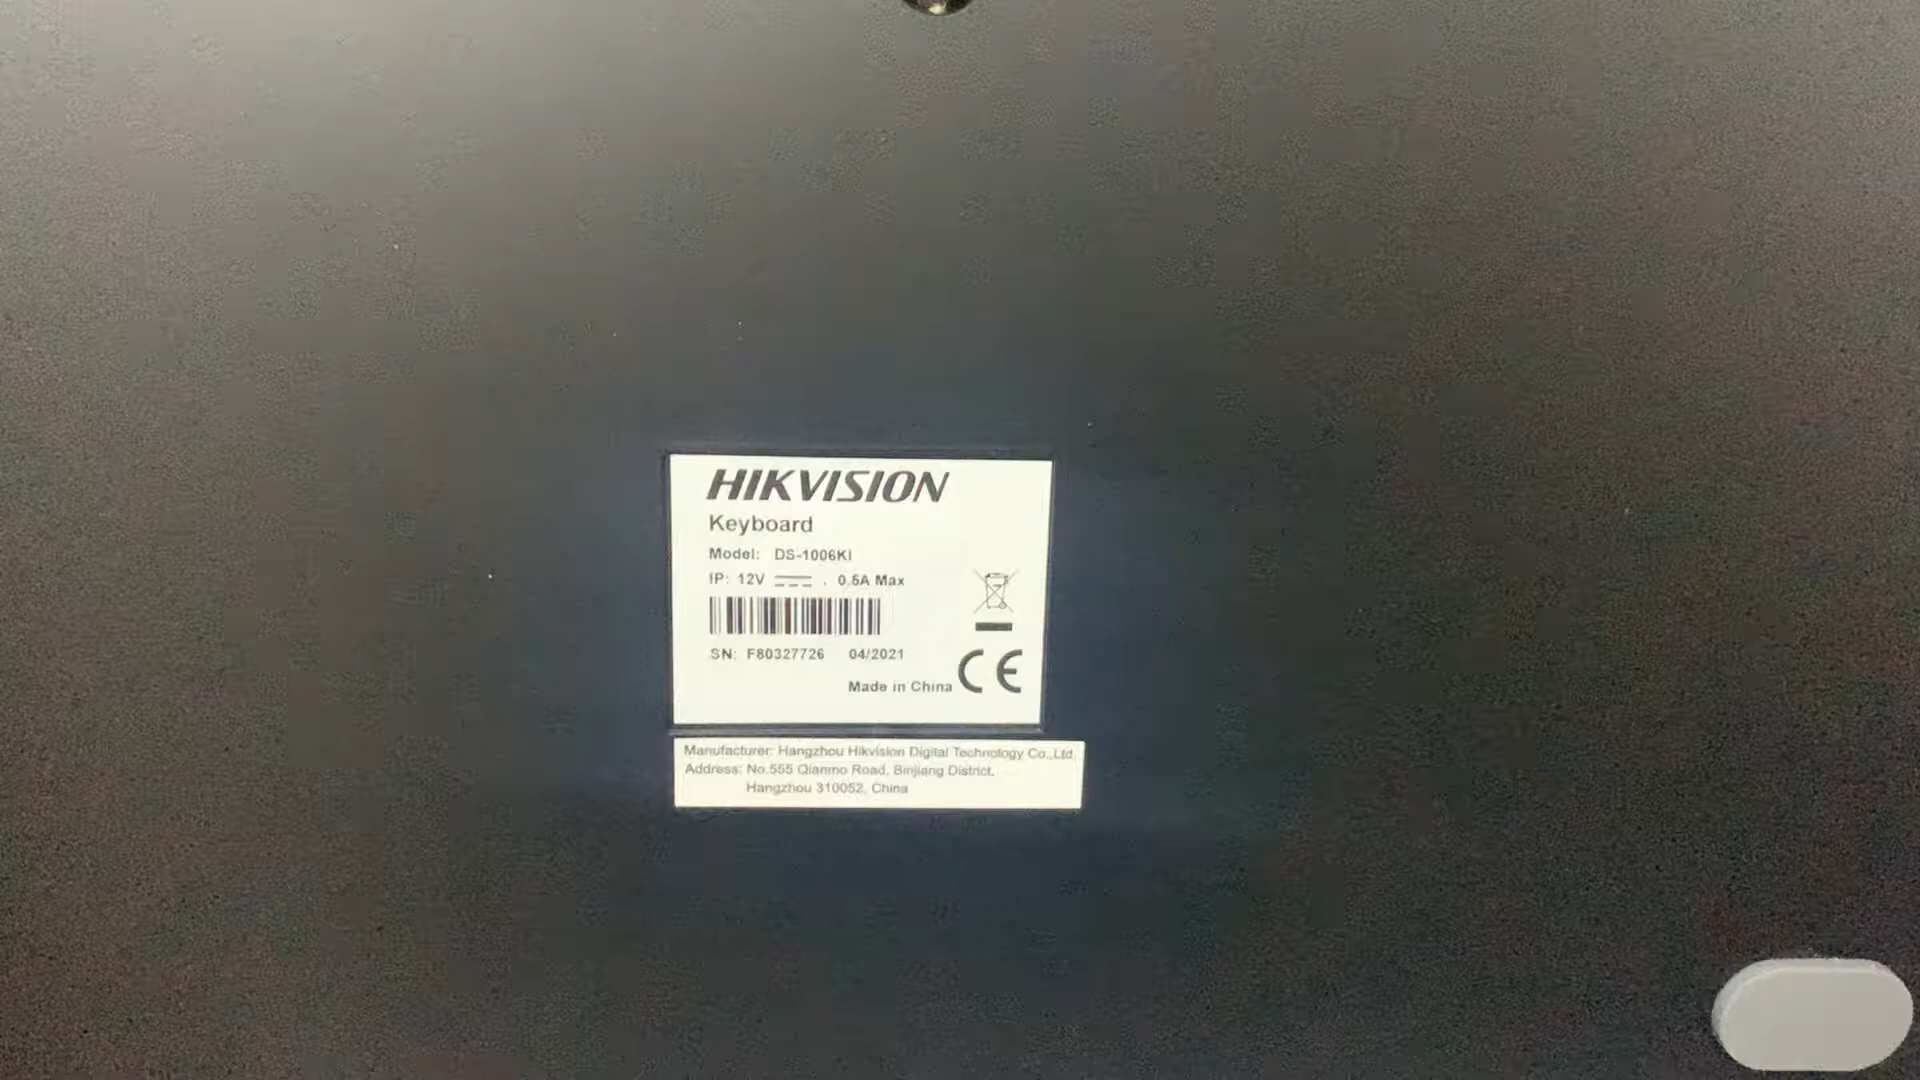 HIKVISION
Keyboard
Model: DS-1006KI
IP: 12V , 0.5A Max
SN: F80327726 04/2021
Made in China CE
Manufacturer: Hangzhou Hikvision Digital Technology Co.,Ltd.
Address: No.555 Qianmo Road, Binjiang District,
Hangzhou 310052, China